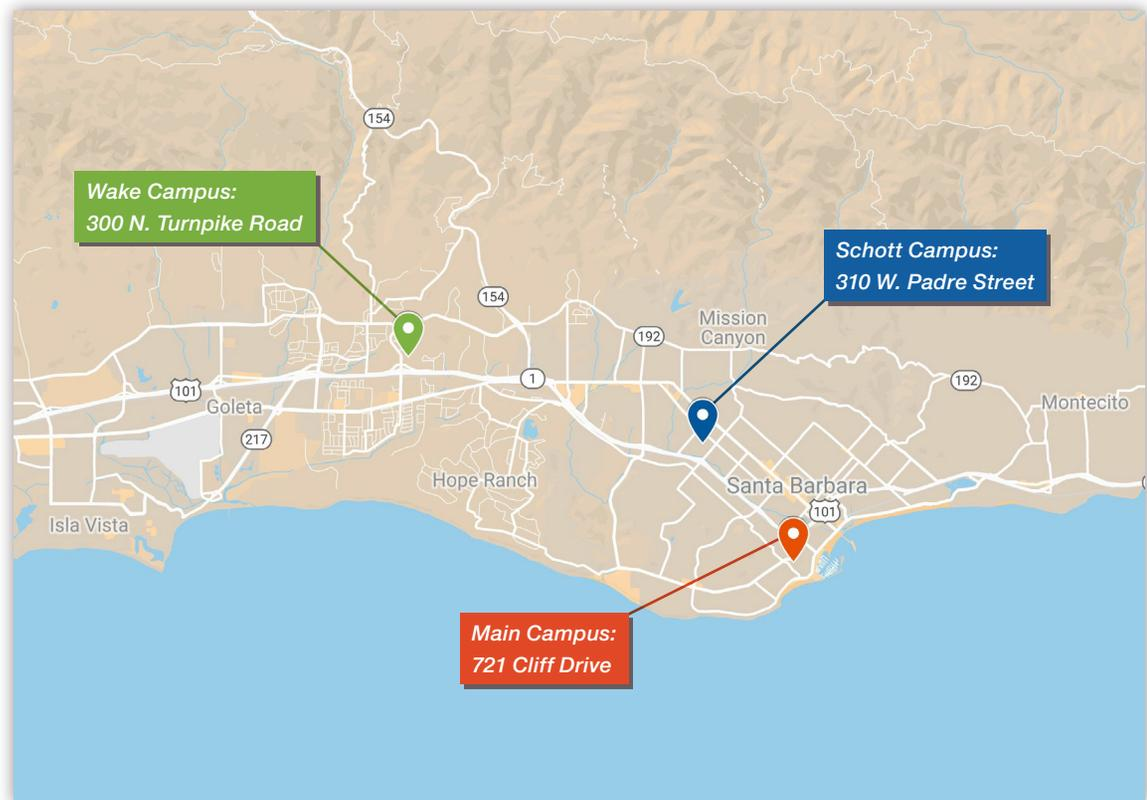 154
Wake Campus:
300 N. Turnpike Road
Schott Campus:
310 W. Padre Street
154
Mission
Canyon
192
1
192
101
Goleta
Montecito
217
Hope Ranch
Santa Barbara
101
Isla Vista
Main Campus:
721 Cliff Drive